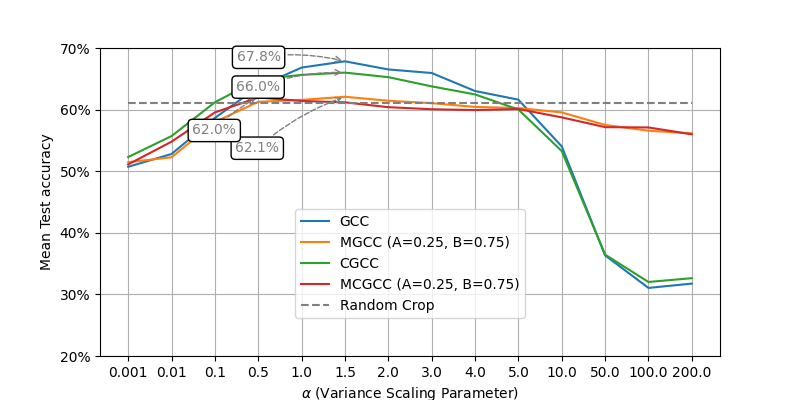 70%
60%
50%
40%
30%
20%
Mean Test accuracy
67.8%
66.0%
62.0%
62.1%
GCC
MGCC (A=0.25, B=0.75)
CGCC
MCGCC (A=0.25, B=0.75)
Random Crop
0.001 0.01 0.1 0.5 1.0 1.5 2.0 3.0 4.0 5.0 10.0 50.0 100.0 200.0
α (Variance Scaling Parameter)